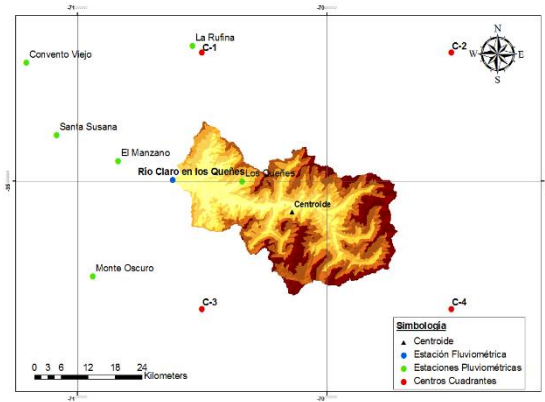 -71
-70
La Rufina
C-1
C-2
N
W
E
S
Convento Viejo
Santa Susana
El Manzano
Rio Claro en los Queñes
Los Queñes
-35
Centroide
Monte Oscuro
C-3
C-4
Simbología
Centroide
Estación Fluviométrica
Estaciones Pluviométricas
Centros Cuadrantes
0 3 6 12 18 24
Kilometers
-71
-70